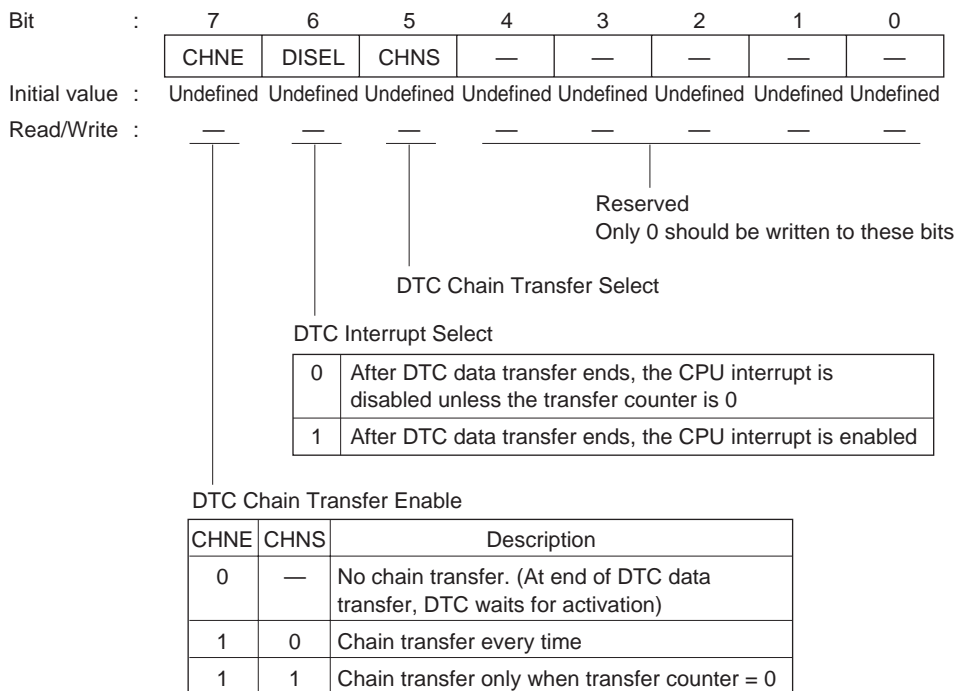 Bit : 7 6 5 4 3 2 1 0
CHNE DISEL CHNS — — — — —
Initial value : Undefined Undefined Undefined Undefined Undefined Undefined Undefined Undefined
Read/Write : — — — — — — — —
Reserved
Only 0 should be written to these bits
DTC Chain Transfer Select
DTC Interrupt Select
0 After DTC data transfer ends, the CPU interrupt is
disabled unless the transfer counter is 0
1 After DTC data transfer ends, the CPU interrupt is enabled
DTC Chain Transfer Enable
CHNE CHNS Description
0 — No chain transfer. (At end of DTC data
transfer, DTC waits for activation)
1 0 Chain transfer every time
1 1 Chain transfer only when transfer counter = 0